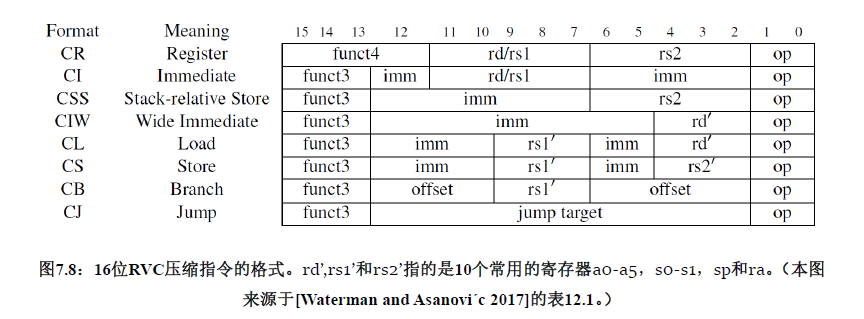 Format Meaning 15 14 13 12 11 10 9 8 7 6 5 4 3 2 1 0
CR Register funct4 rd/rs1 rs2 op
CI Immediate funct3 imm rd/rs1 imm op
CSS Stack-relative Store funct3 imm rs2 op
CIW Wide Immediate funct3 imm rd′ op
CL Load funct3 imm rs1′ imm rd′ op
CS Store funct3 imm rs1′ imm rs2′ op
CB Branch funct3 offset rs1′ offset op
CJ Jump funct3 jump target op
图7.8：16位RVC压缩指令的格式。rd',rs1'和rs2'指的是10个常用的寄存器a0-a5，s0-s1，sp和ra。（本图
来源于[Waterman and Asanovi´c 2017]的表12.1。）